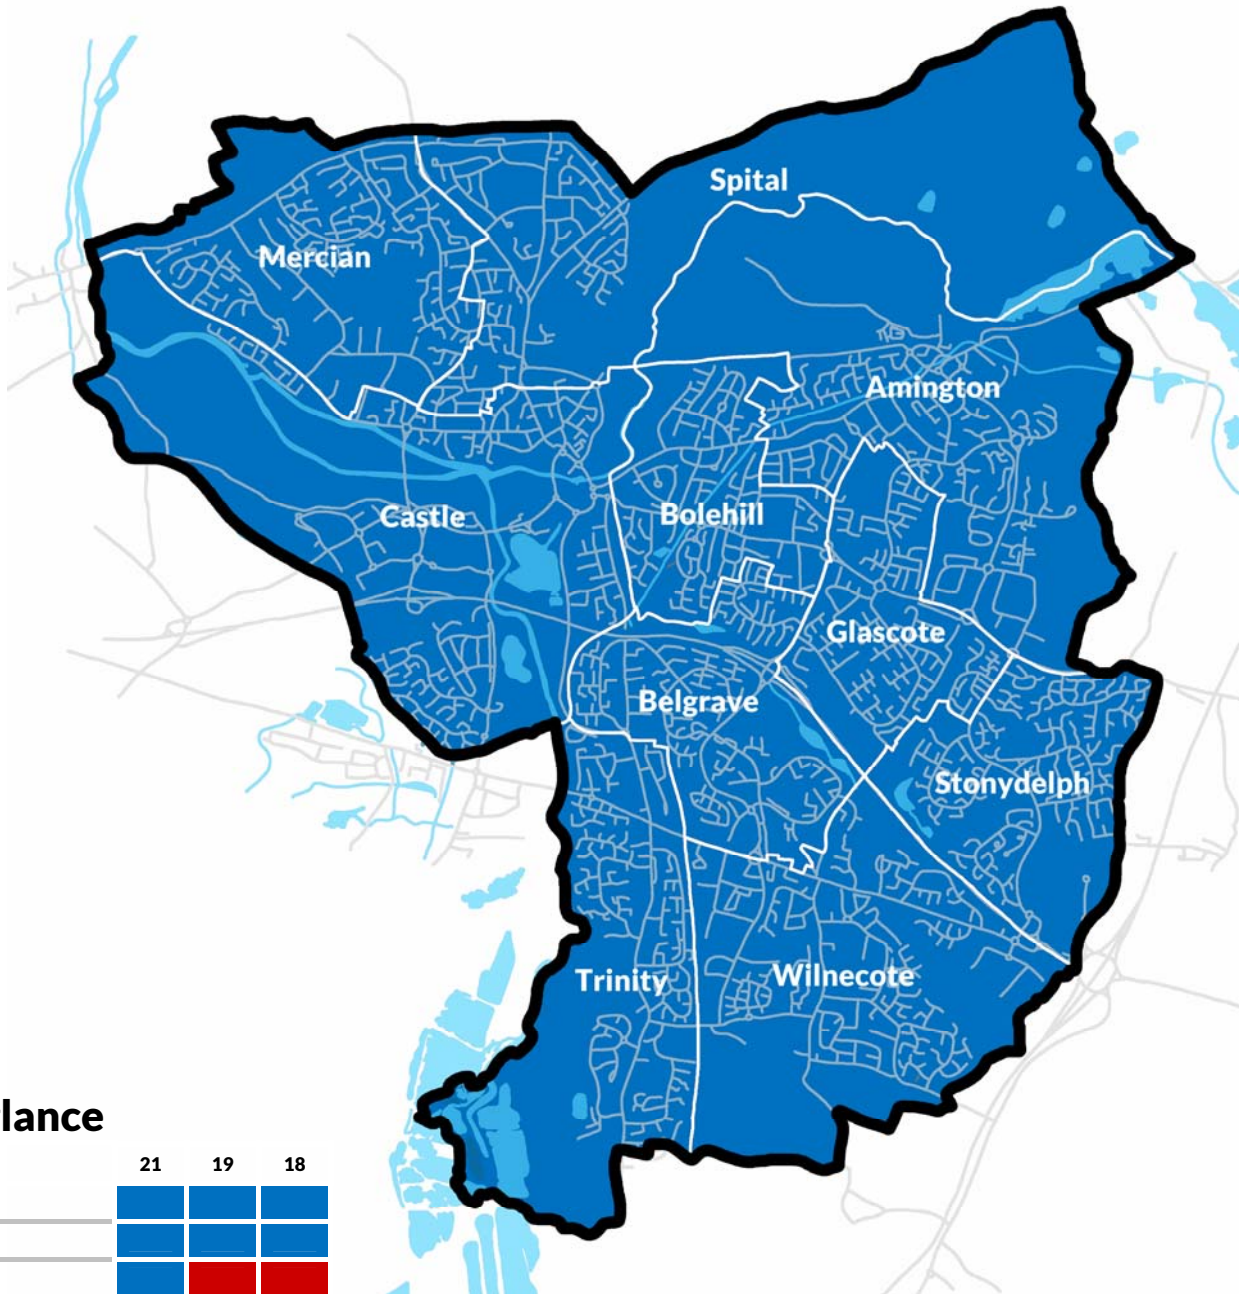 Spital
Mercian
Amington
Castle
Bolehill
Glascote
Belgrave
Stonydelph
Trinity
Wilnecote
lance
21 19 18